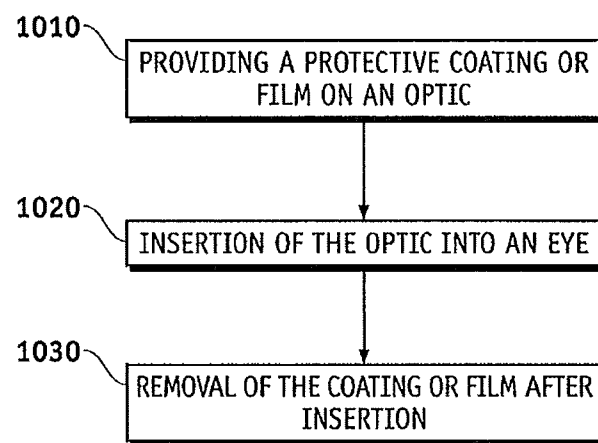 1010
PROVIDING A PROTECTIVE COATING OR
FILM ON AN OPTIC
1020
INSERTION OF THE OPTIC INTO AN EYE
1030
REMOVAL OF THE COATING OR FILM AFTER
INSERTION